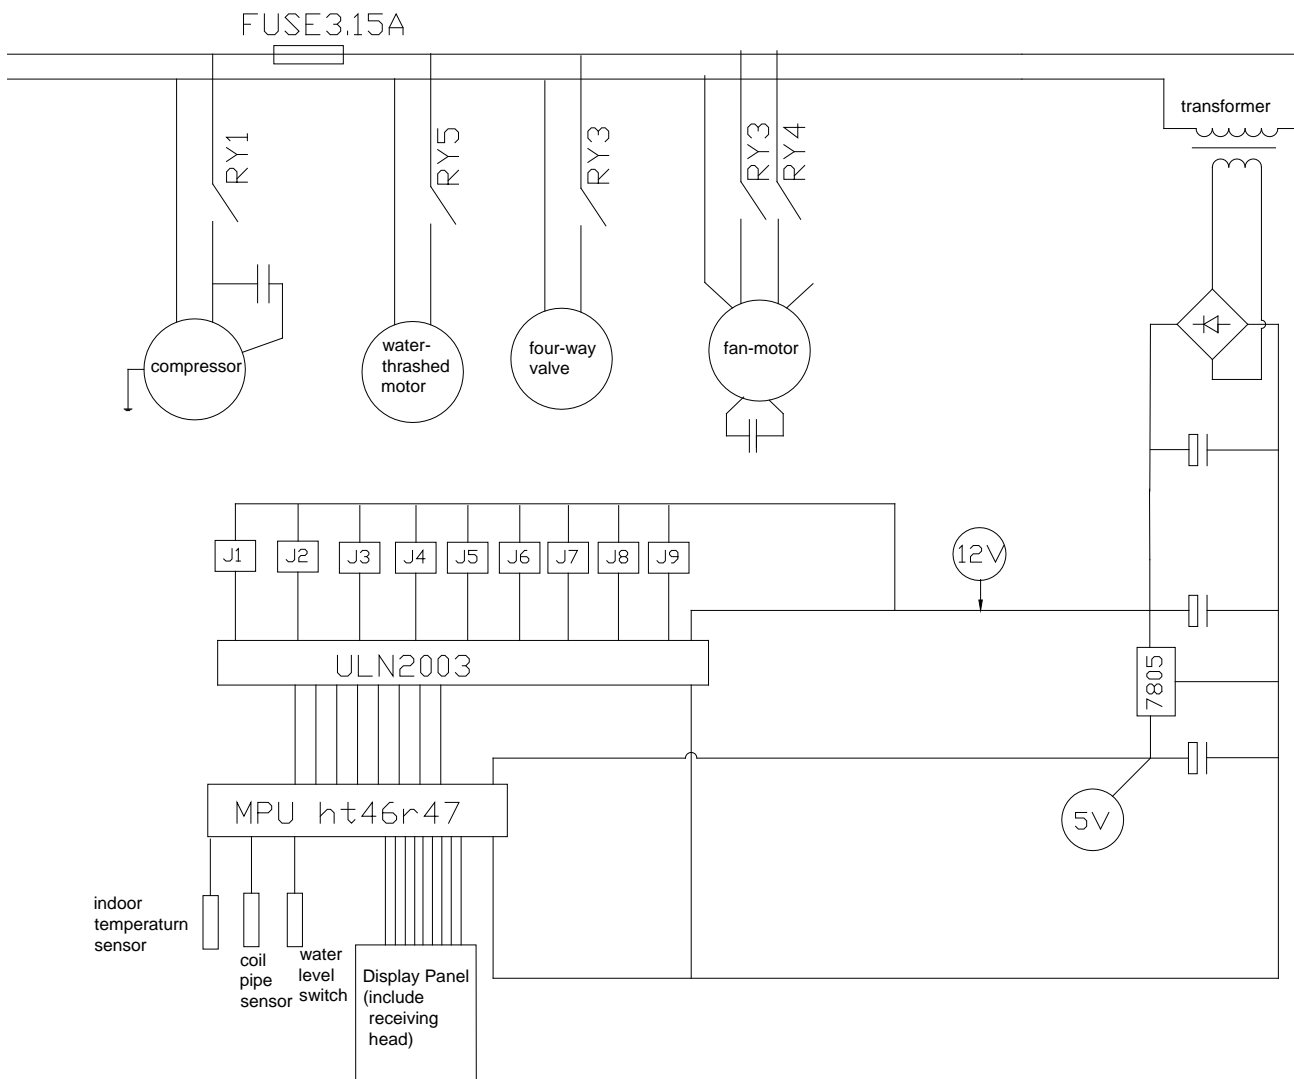 FUSE3.15A
transformer
RY1
RY5
RY3
RY3
RY4
compressor
water-
thrashed
motor
four-way
valve
fan-motor
J1
J2
J3
J4
J5
J6
J7
J8
J9
12V
ULN2003
7805
MPU ht46r47
5V
indoor
temperaturn
sensor
coil
pipe
sensor
water
level
switch
Display Panel
(include
receiving
head)